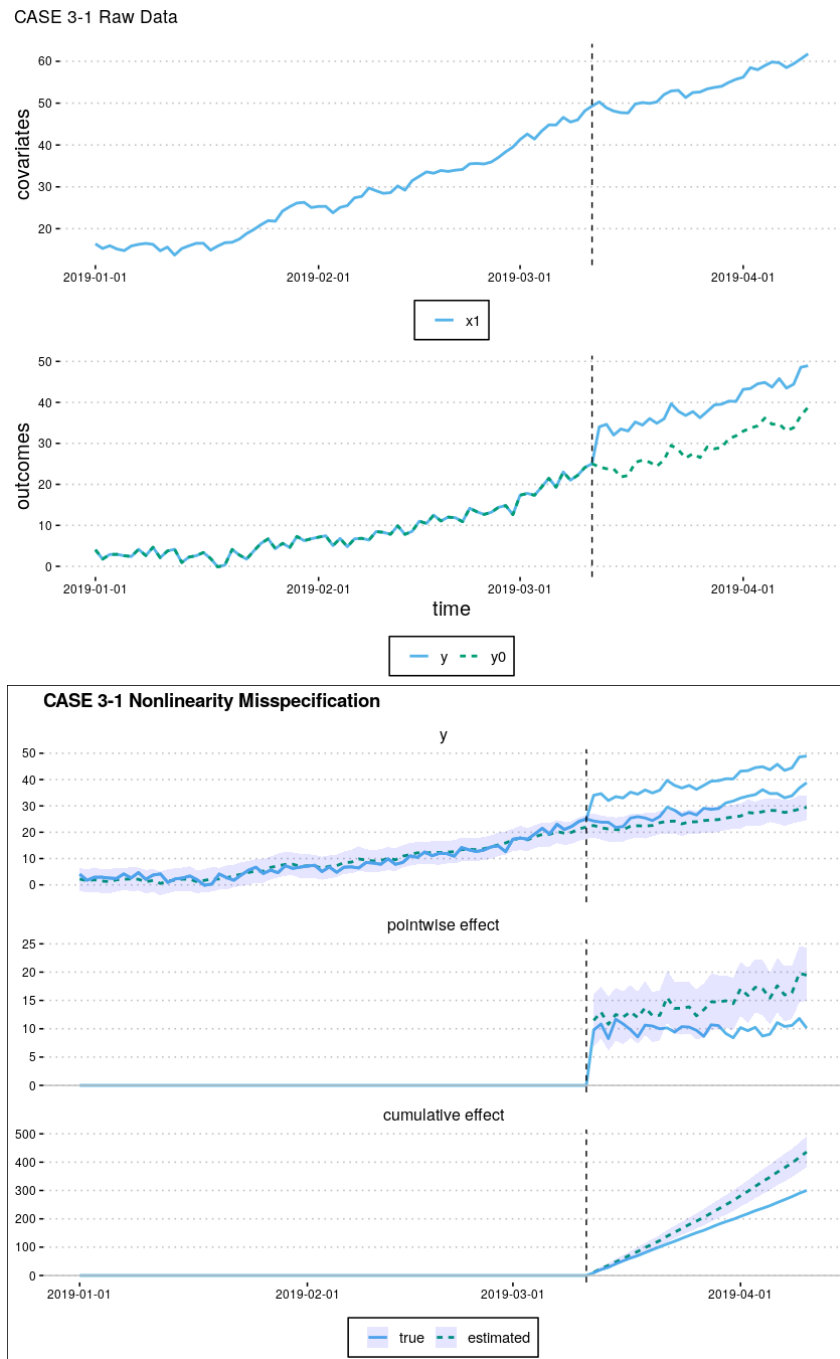 CASE 3-1 Raw Data
covariates
60
50
40
30
20
2019-01-01 2019-02-01 2019-03-01 2019-04-01
x1
outcomes
50
40
30
20
10
0
2019-01-01 2019-02-01 2019-03-01 2019-04-01
time
y y0
CASE 3-1 Nonlinearity Misspecification
y
50
40
30
20
10
0
pointwise effect
25
20
15
10
5
0
cumulative effect
500
400
300
200
100
0
2019-01-01 2019-02-01 2019-03-01 2019-04-01
true estimated